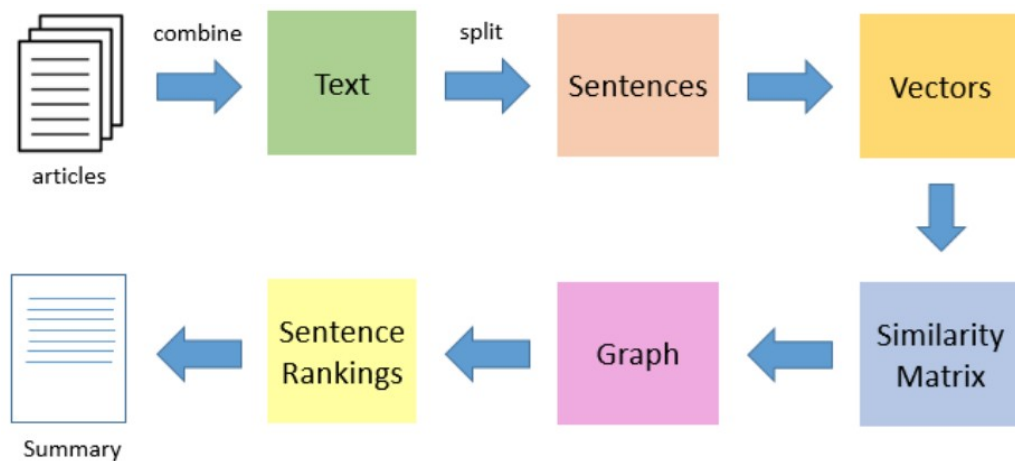 combine
split
Text
Sentences
Vectors
articles
Similarity
Matrix
Graph
Sentence
Rankings
Summary